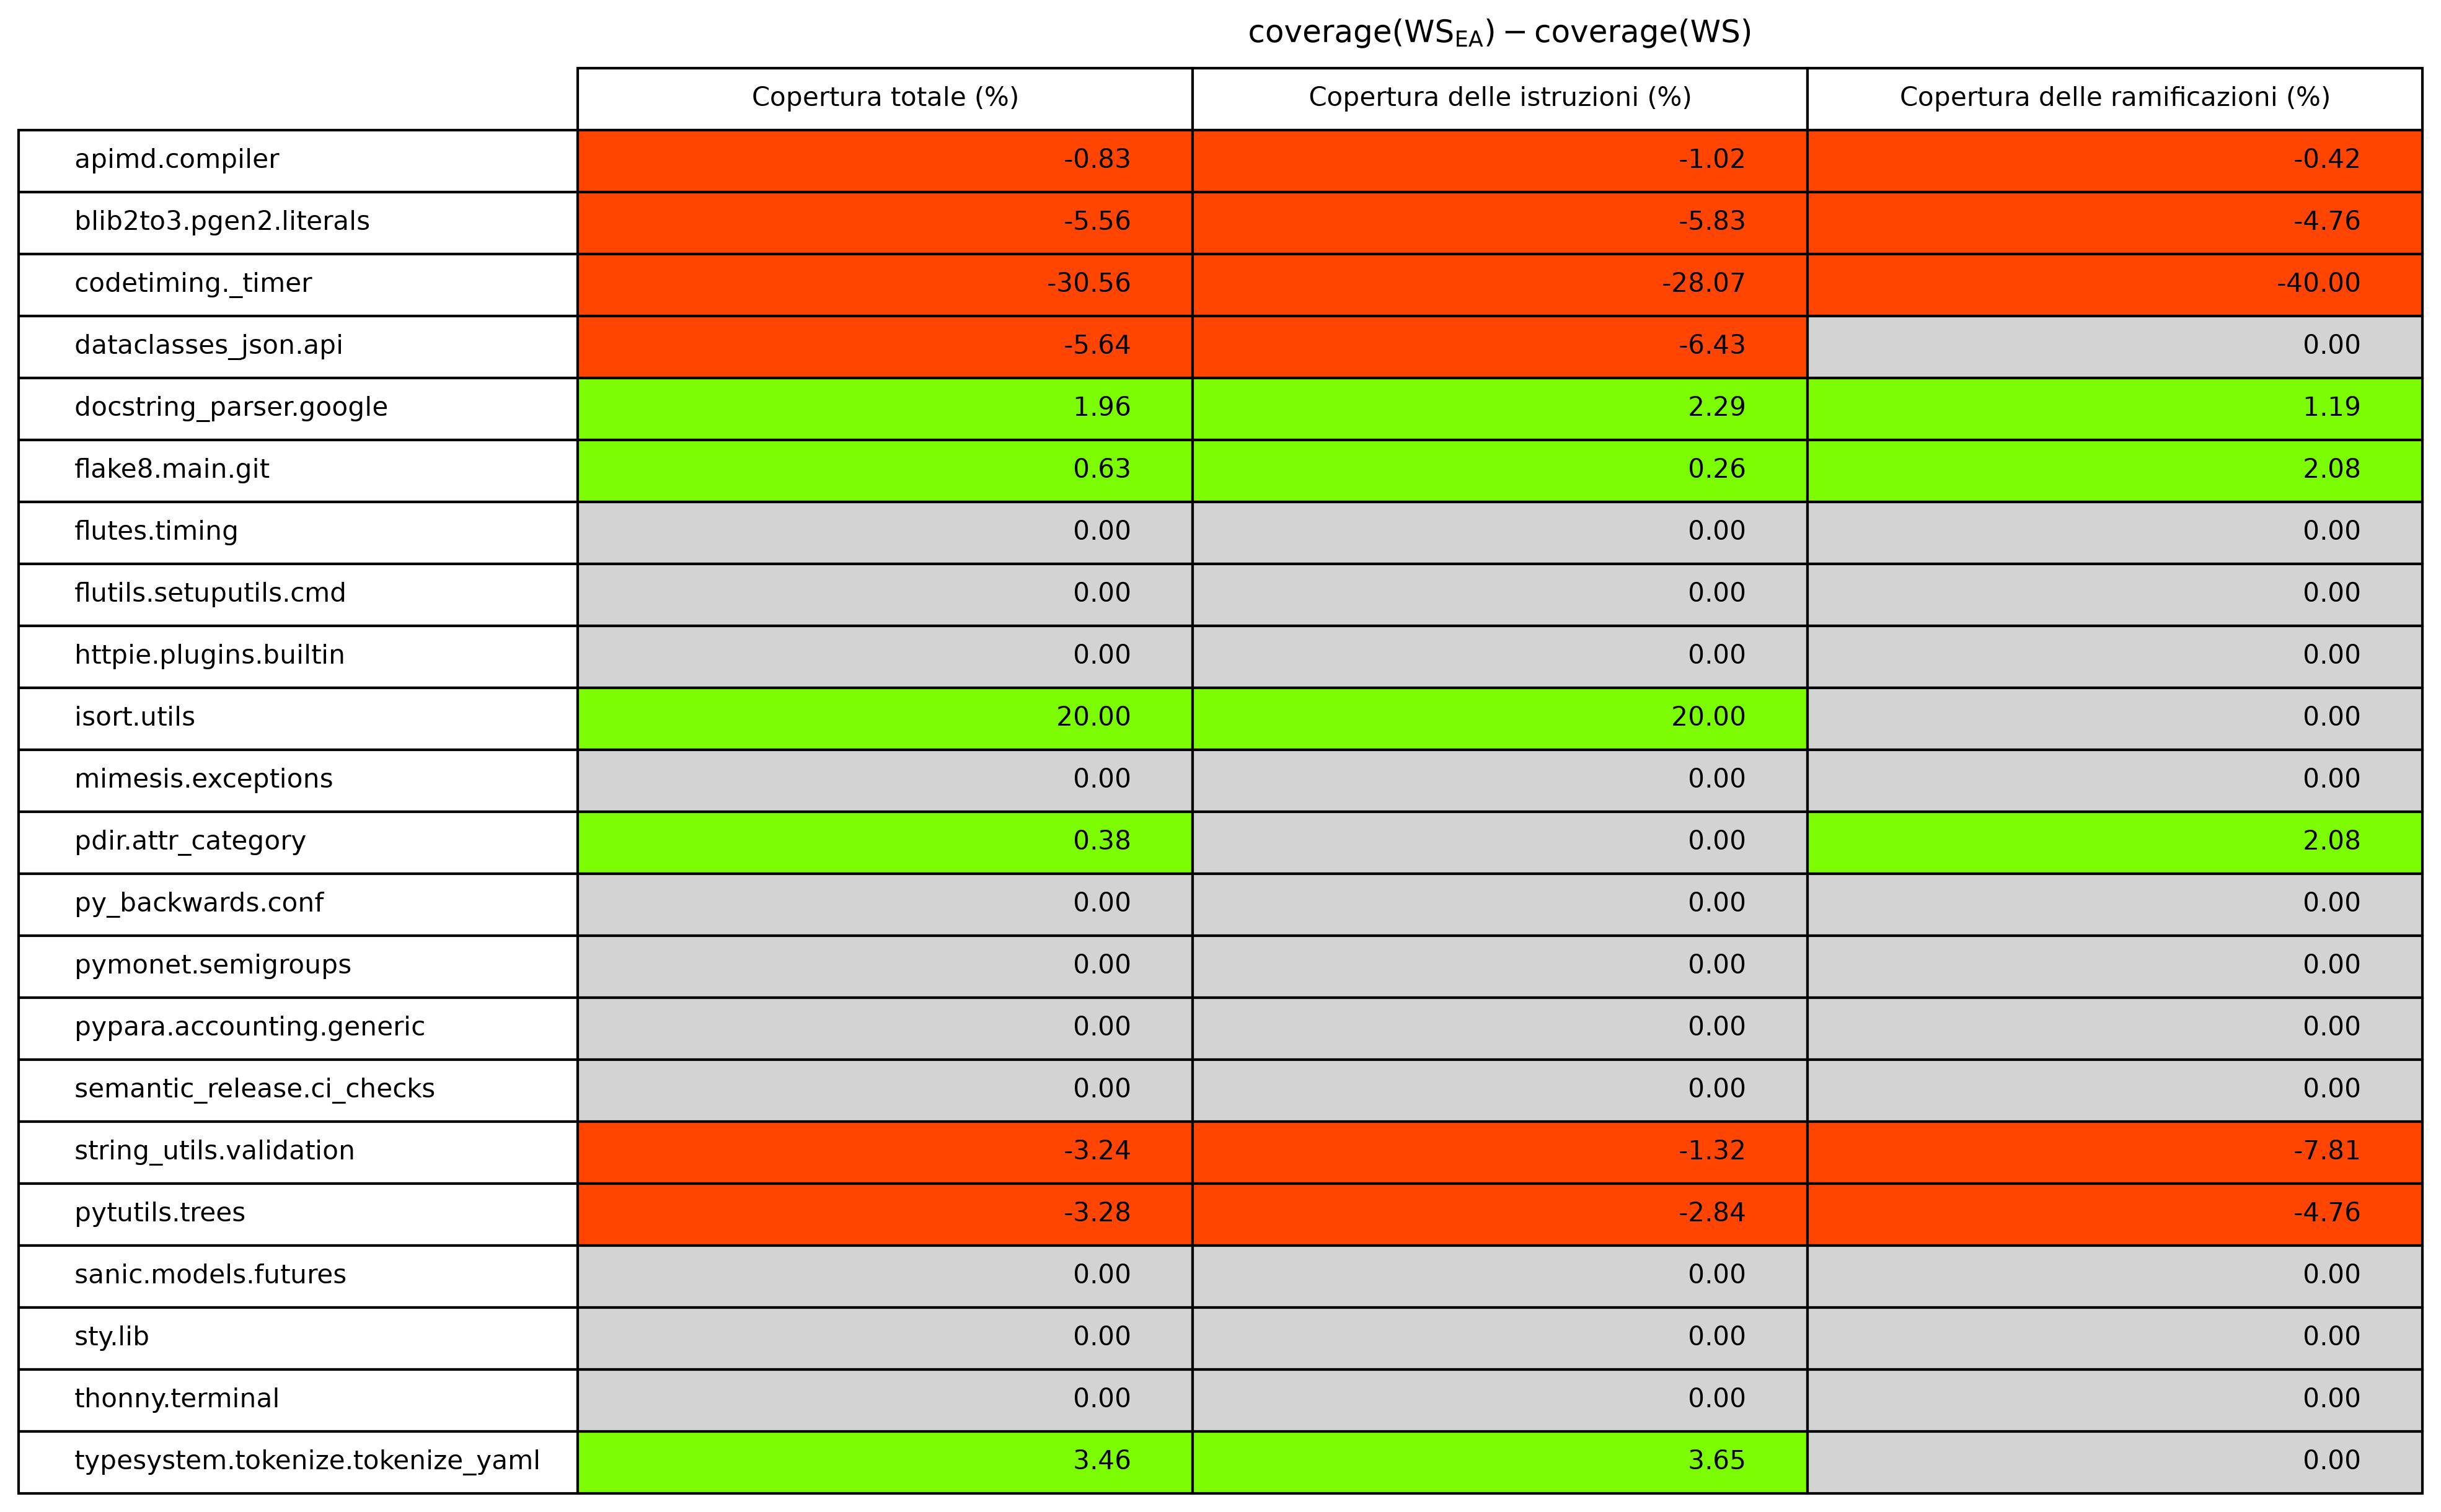 coverage(WS_EA) − coverage(WS)
Copertura totale (%) Copertura delle istruzioni (%) Copertura delle ramificazioni (%)
apimd.compiler -0.83 -1.02 -0.42
blib2to3.pgen2.literals -5.56 -5.83 -4.76
codetiming._timer -30.56 -28.07 -40.00
dataclasses_json.api -5.64 -6.43 0.00
docstring_parser.google 1.96 2.29 1.19
flake8.main.git 0.63 0.26 2.08
flutes.timing 0.00 0.00 0.00
flutils.setuputils.cmd 0.00 0.00 0.00
httpie.plugins.builtin 0.00 0.00 0.00
isort.utils 20.00 20.00 0.00
mimesis.exceptions 0.00 0.00 0.00
pdir.attr_category 0.38 0.00 2.08
py_backwards.conf 0.00 0.00 0.00
pymonet.semigroups 0.00 0.00 0.00
pypara.accounting.generic 0.00 0.00 0.00
semantic_release.ci_checks 0.00 0.00 0.00
string_utils.validation -3.24 -1.32 -7.81
pytutils.trees -3.28 -2.84 -4.76
sanic.models.futures 0.00 0.00 0.00
sty.lib 0.00 0.00 0.00
thonny.terminal 0.00 0.00 0.00
typesystem.tokenize.tokenize_yaml 3.46 3.65 0.00